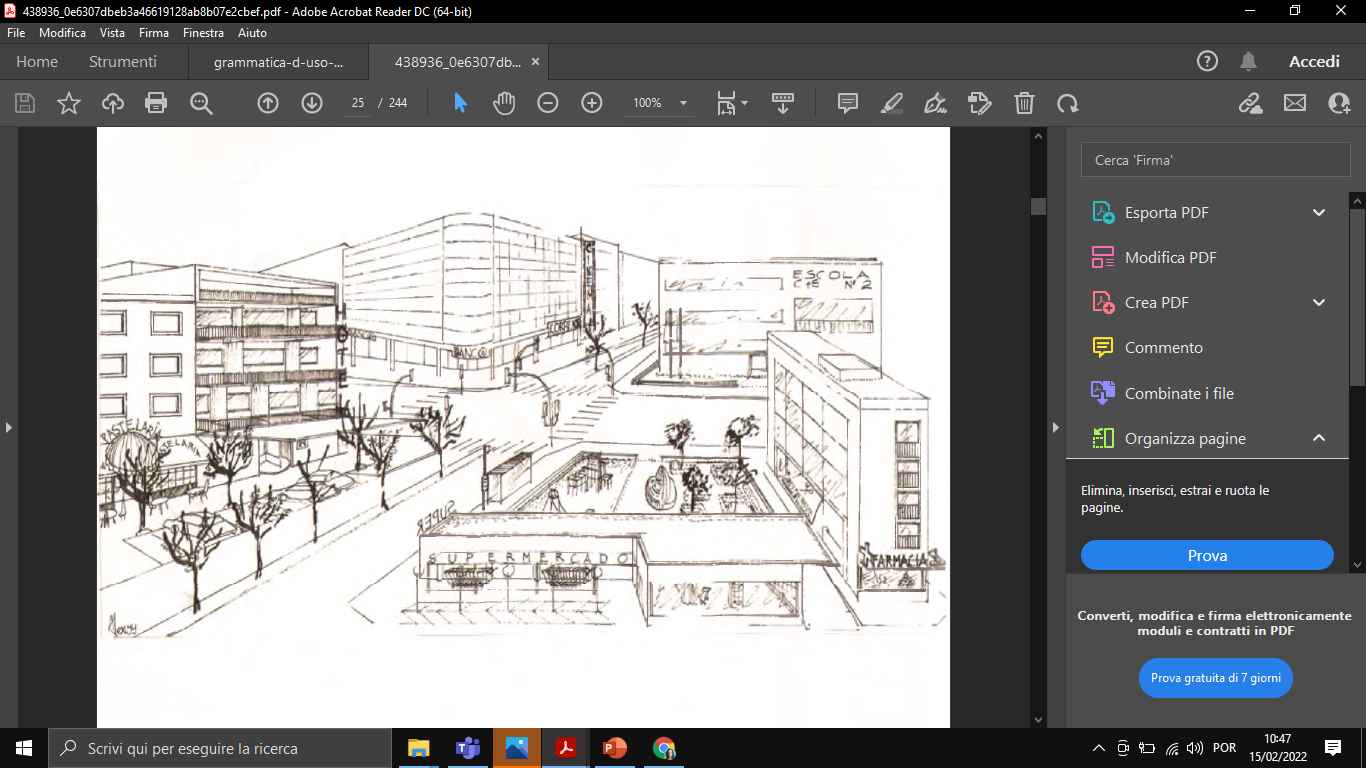 438936_0e6307dbeb3a46619128ab8b07e2cbef.pdf - Adobe Acrobat Reader DC (64-bit)
File Modifica Vista Firma Finestra Aiuto
Home Strumenti grammatica-d-uso-... 438936_0e6307db... Accedi
25 / 244 100%
Cerca 'Firma'
Esporta PDF
Modifica PDF
Crea PDF
Commento
Combinate i file
Organizza pagine
Elimina, inserisci, estrai e ruota le
pagine.
Prova
Converti, modifica e firma elettronicamente
moduli e contratti in PDF
Prova gratuita di 7 giorni
ESCOLA
C+S Nº 2
CINEMA
HOTEL
BANCO
SUPER
SUPERMERCADO
FARMACIA
Scrivi qui per eseguire la ricerca
POR
10:47
15/02/2022